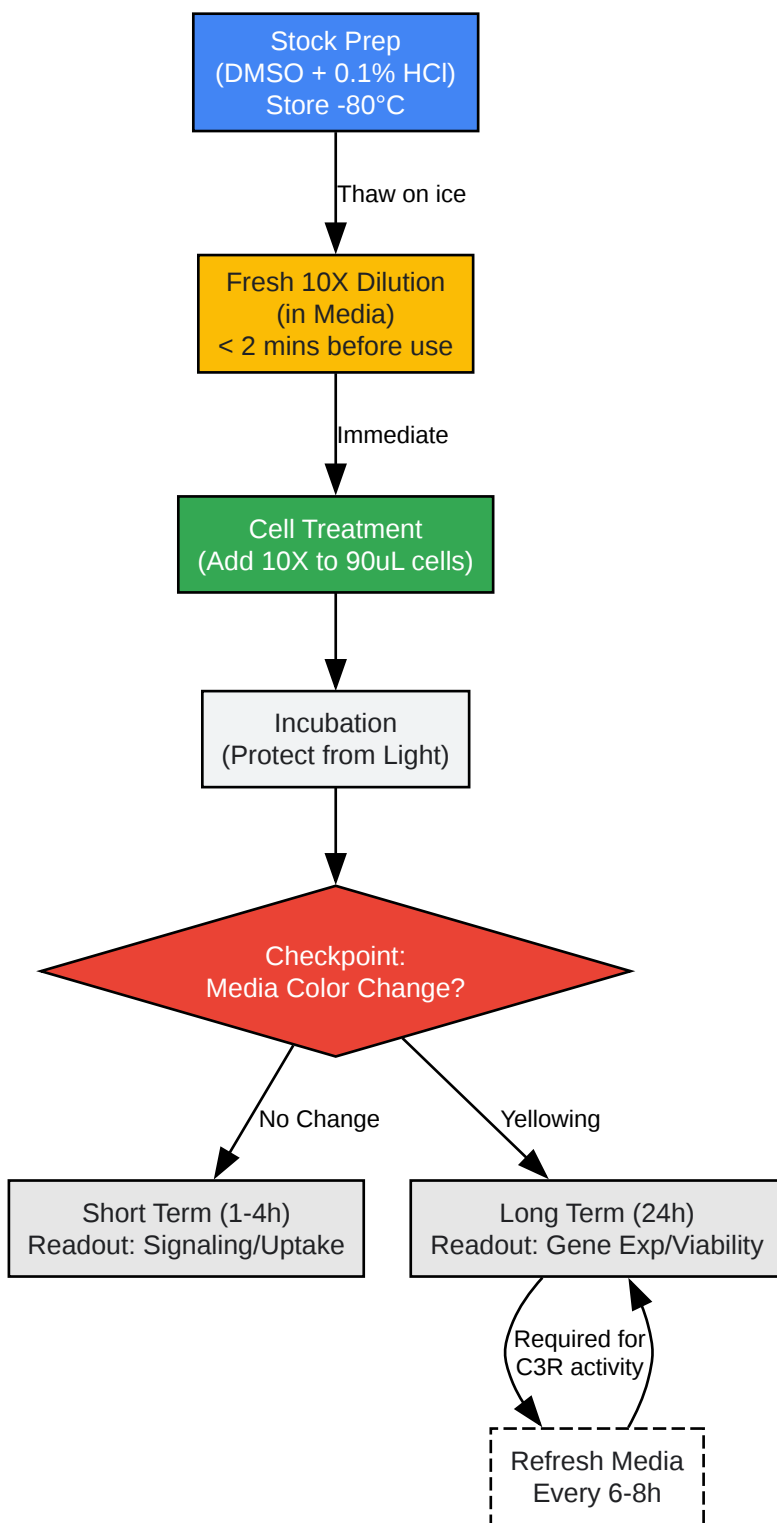 Stock Prep
(DMSO + 0.1% HCl)
Store -80°C
Thaw on ice
Fresh 10X Dilution
(in Media)
< 2 mins before use
Immediate
Cell Treatment
(Add 10X to 90uL cells)
Incubation
(Protect from Light)
Checkpoint:
Media Color Change?
No Change
Yellowing
Short Term (1-4h)
Readout: Signaling/Uptake
Long Term (24h)
Readout: Gene Exp/Viability
Required for
C3R activity
Refresh Media
Every 6-8h